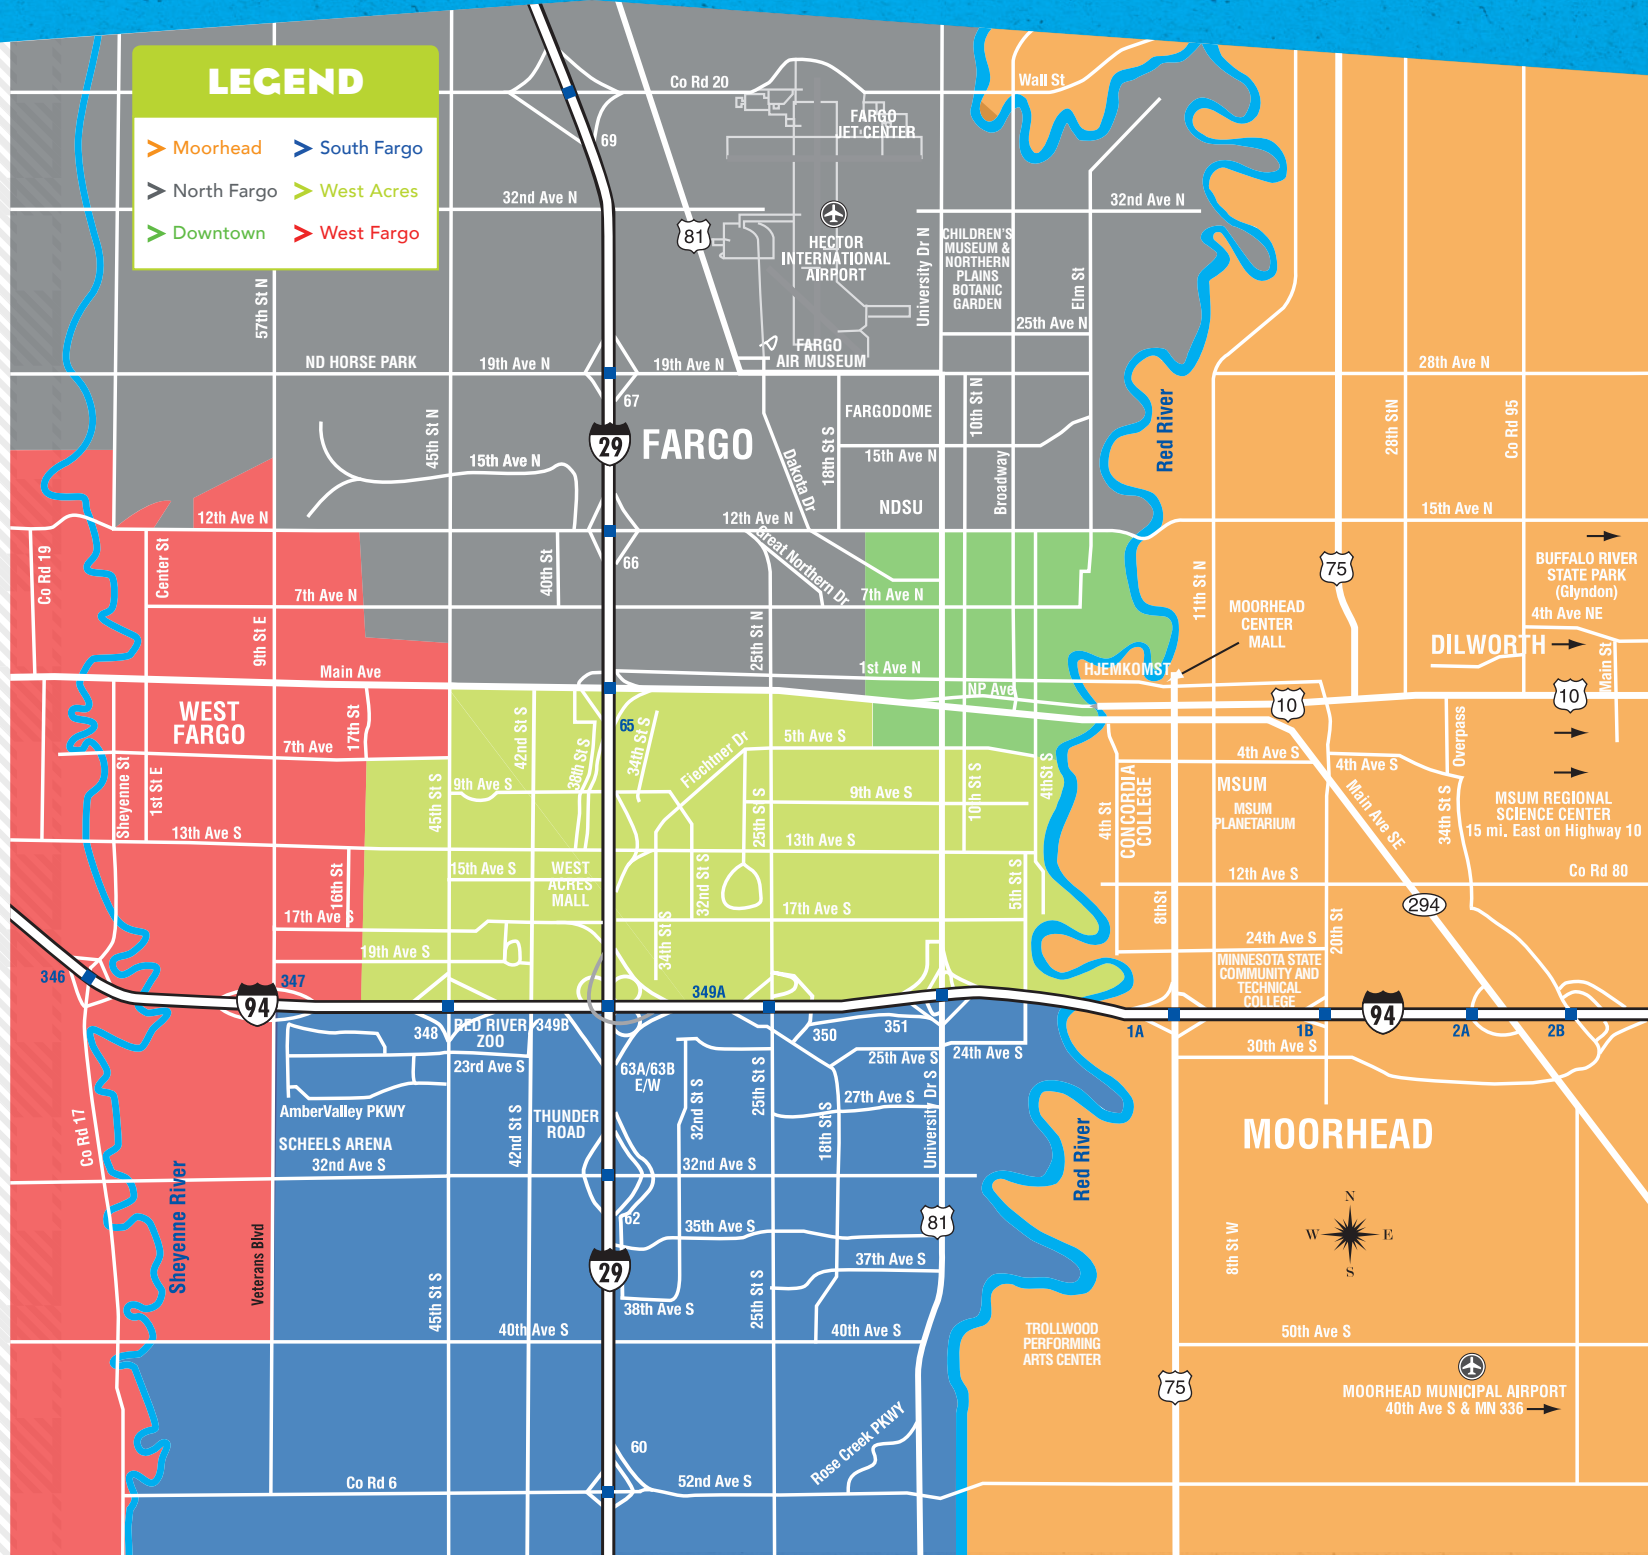 LEGEND
Moorhead
South Fargo
North Fargo
West Acres
Downtown
West Fargo
Co Rd 20
Wall St
FARGO
JET CENTER
69
32nd Ave N
32nd Ave N
81
HECTOR
INTERNATIONAL
AIRPORT
University Dr N
CHILDREN'S
MUSEUM &
NORTHERN
PLAINS
BOTANIC
GARDEN
Elm St
57th St N
25th Ave N
FARGO
AIR MUSEUM
ND HORSE PARK
19th Ave N
19th Ave N
28th Ave N
67
45th St N
29
FARGO
FARGODOME
10th St N
Red River
28th StN
Co Rd 95
18th St S
15th Ave N
15th Ave N
Dakota Dr
Broadway
NDSU
12th Ave N
12th Ave N
15th Ave N
Great Northern Dr
Co Rd 19
Center St
40th St
66
75
BUFFALO RIVER
STATE PARK
(Glyndon)
11th St N
7th Ave N
7th Ave N
4th Ave NE
MOORHEAD
CENTER
MALL
9th St E
25th St N
DILWORTH
Main St
Main Ave
1st Ave N
HJEMKOMST
NP Ave
10
10
WEST
FARGO
17th St
42nd St S
65
34th St S
38th St S
7th Ave
Fiechtner Dr
5th Ave S
Overpass
4th Ave S
4th Ave S
Sheyenne St
1st St E
45th St S
9th Ave S
25th St S
9th Ave S
10th St S
4thSt S
4th St
CONCORDIA
COLLEGE
MSUM
MSUM
PLANETARIUM
Main Ave SE
34th St S
MSUM REGIONAL
SCIENCE CENTER
15 mi. East on Highway 10
13th Ave S
13th Ave S
16th St
15th Ave S
WEST
ACRES
MALL
32nd St S
5th St S
12th Ave S
Co Rd 80
8thSt
294
17th Ave S
17th Ave S
34th St S
20th St
19th Ave S
24th Ave S
MINNESOTA STATE
COMMUNITY AND
TECHNICAL
COLLEGE
346
347
94
349A
94
348
RED RIVER
ZOO
349B
350
351
1A
1B
2A
2B
30th Ave S
23rd Ave S
63A/63B
E/W
25th Ave S
24th Ave S
AmberValley PKWY
THUNDER
ROAD
32nd St S
25th St S
27th Ave S
18th St S
University Dr S
Co Rd 17
42nd St S
SCHEELS ARENA
32nd Ave S
32nd Ave S
Red River
MOORHEAD
Sheyenne River
Veterans Blvd
62
35th Ave S
81
8th St W
N
W
E
S
29
37th Ave S
45th St S
38th Ave S
25th St S
40th Ave S
40th Ave S
TROLLWOOD
PERFORMING
ARTS CENTER
50th Ave S
75
MOORHEAD MUNICIPAL AIRPORT
40th Ave S & MN 336
Rose Creek PKWY
60
Co Rd 6
52nd Ave S